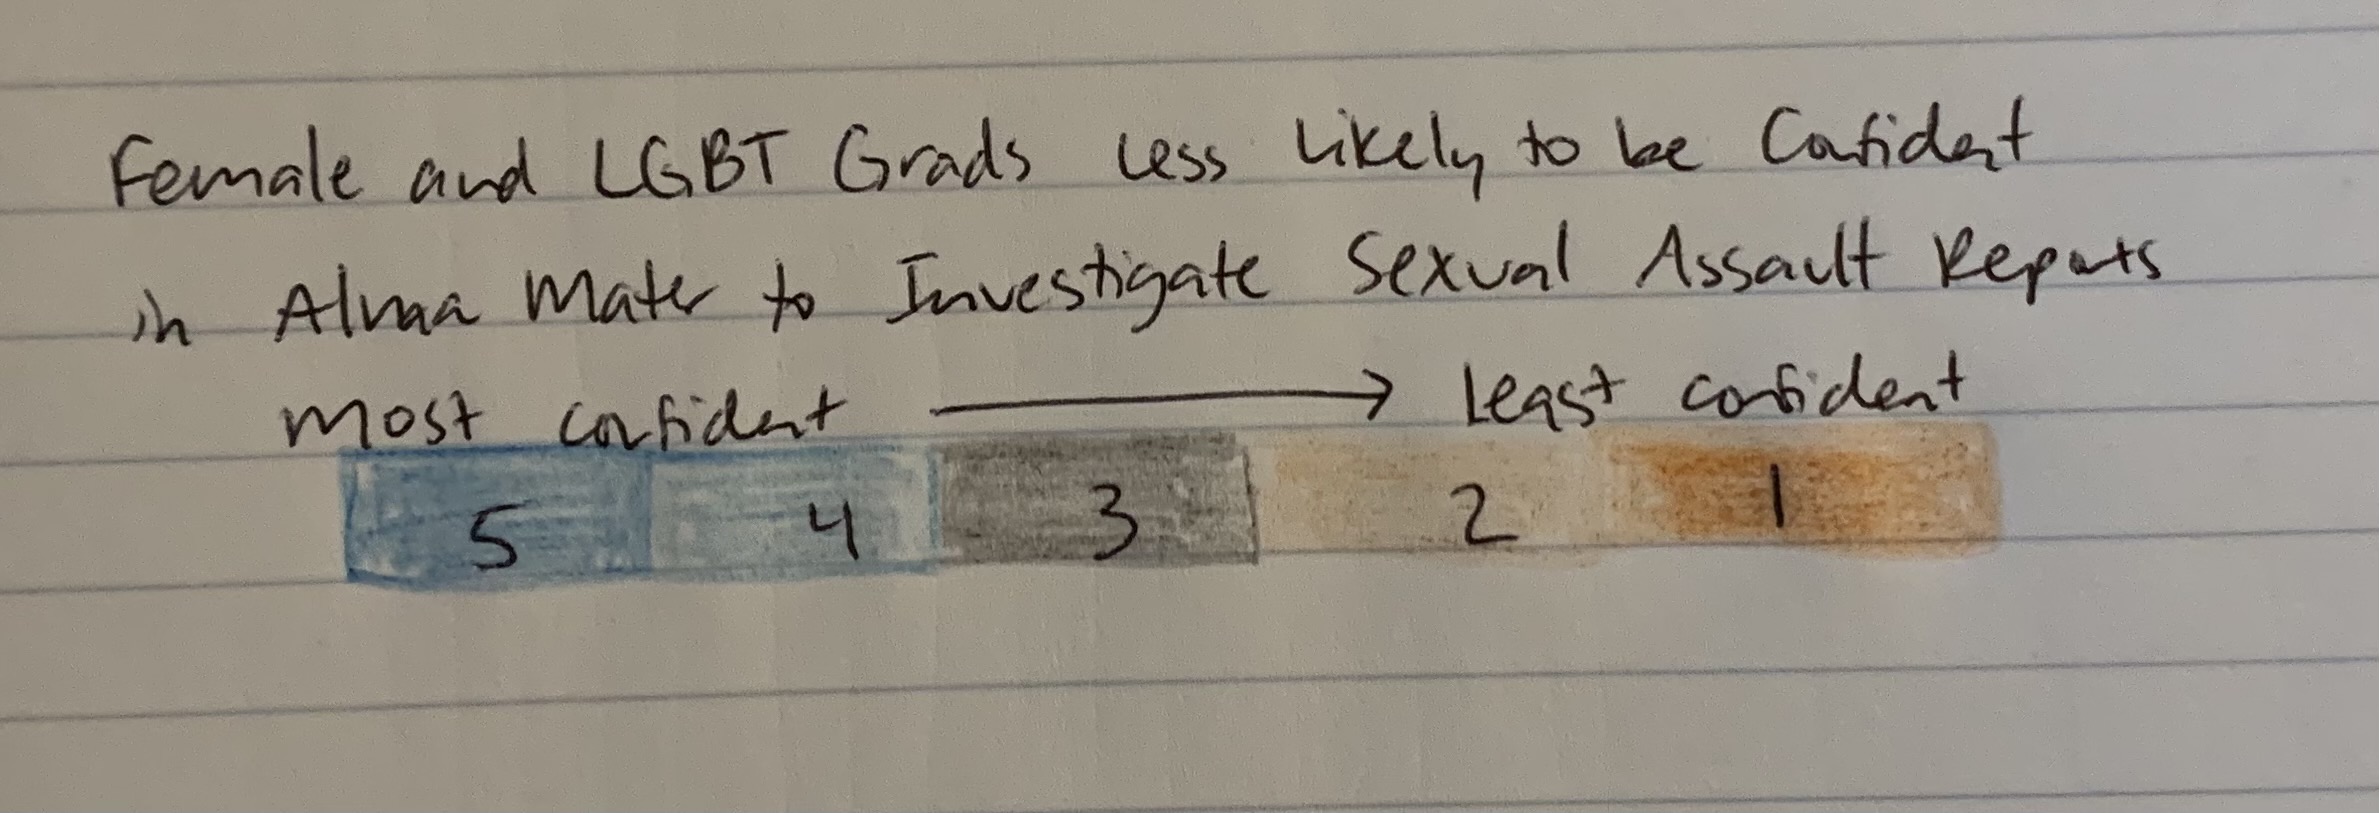 Female and LGBT Grads Less Likely to be Confident
in Alma Mater to Investigate Sexual Assault Reports
Most confident → Least confident
5 4 3 2 1